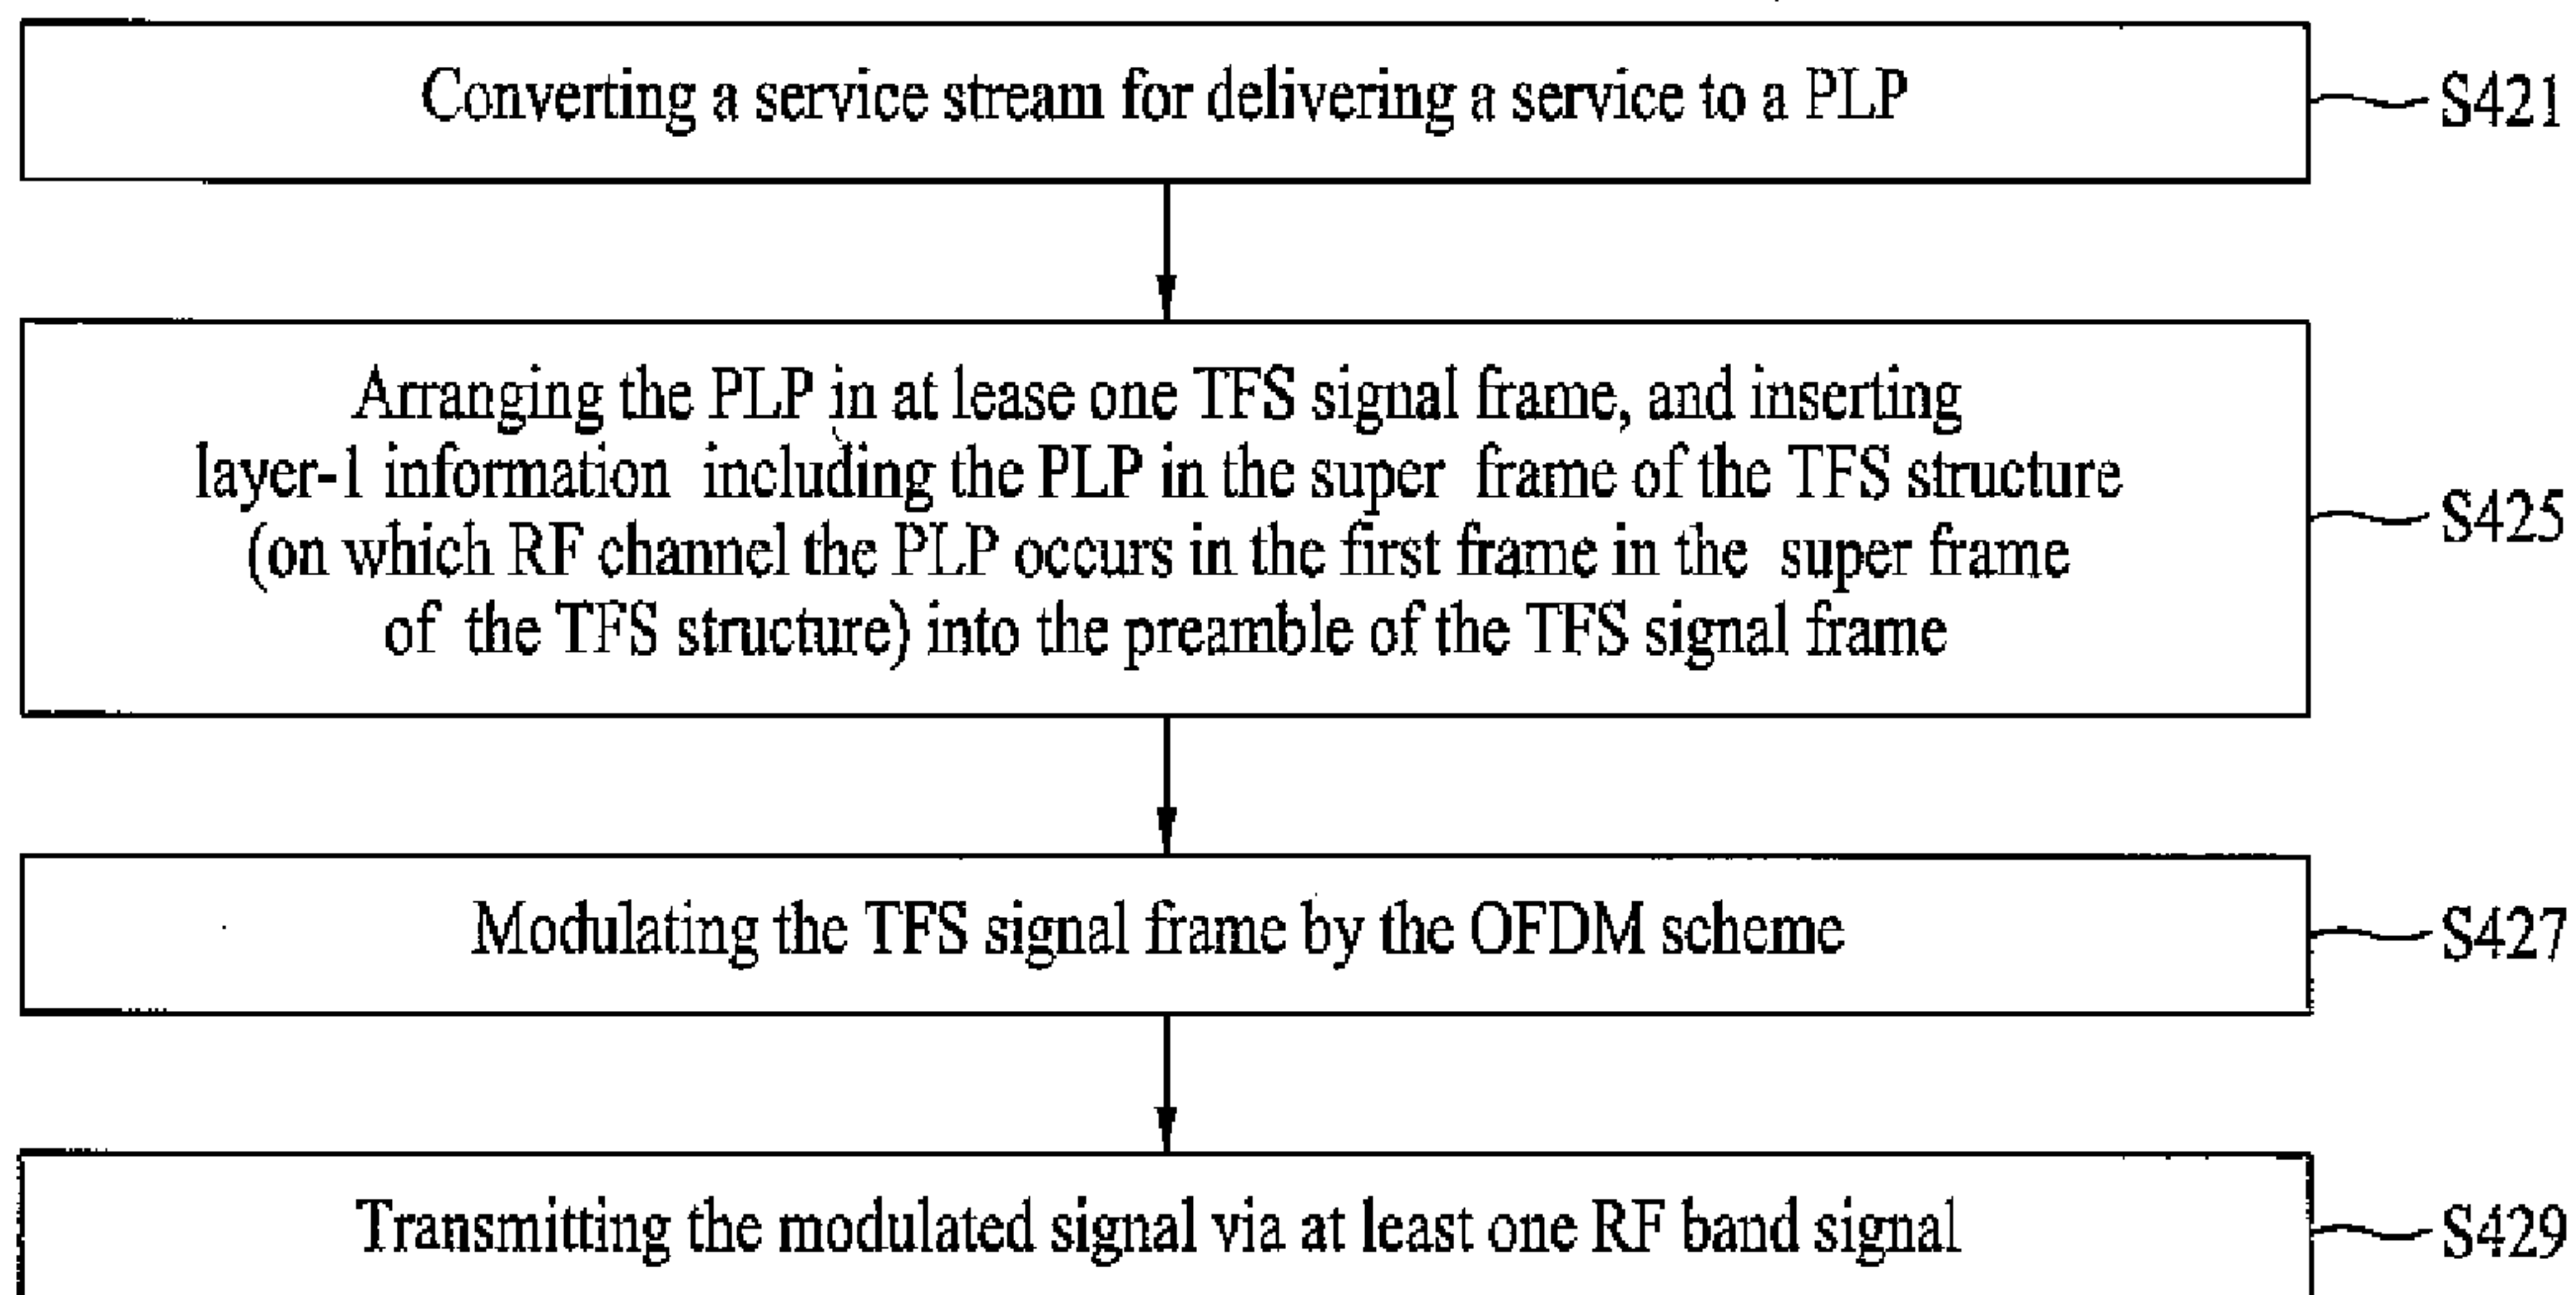 Converting a service stream for delivering a service to a PLP
S421
Arranging the PLP in at lease one TFS signal frame, and inserting
layer-1 information including the PLP in the super frame of the TFS structure
(on which RF channel the PLP occurs in the first frame in the super frame
of the TFS structure) into the preamble of the TFS signal frame
S425
Modulating the TFS signal frame by the OFDM scheme
S427
Transmitting the modulated signal via at least one RF band signal
S429